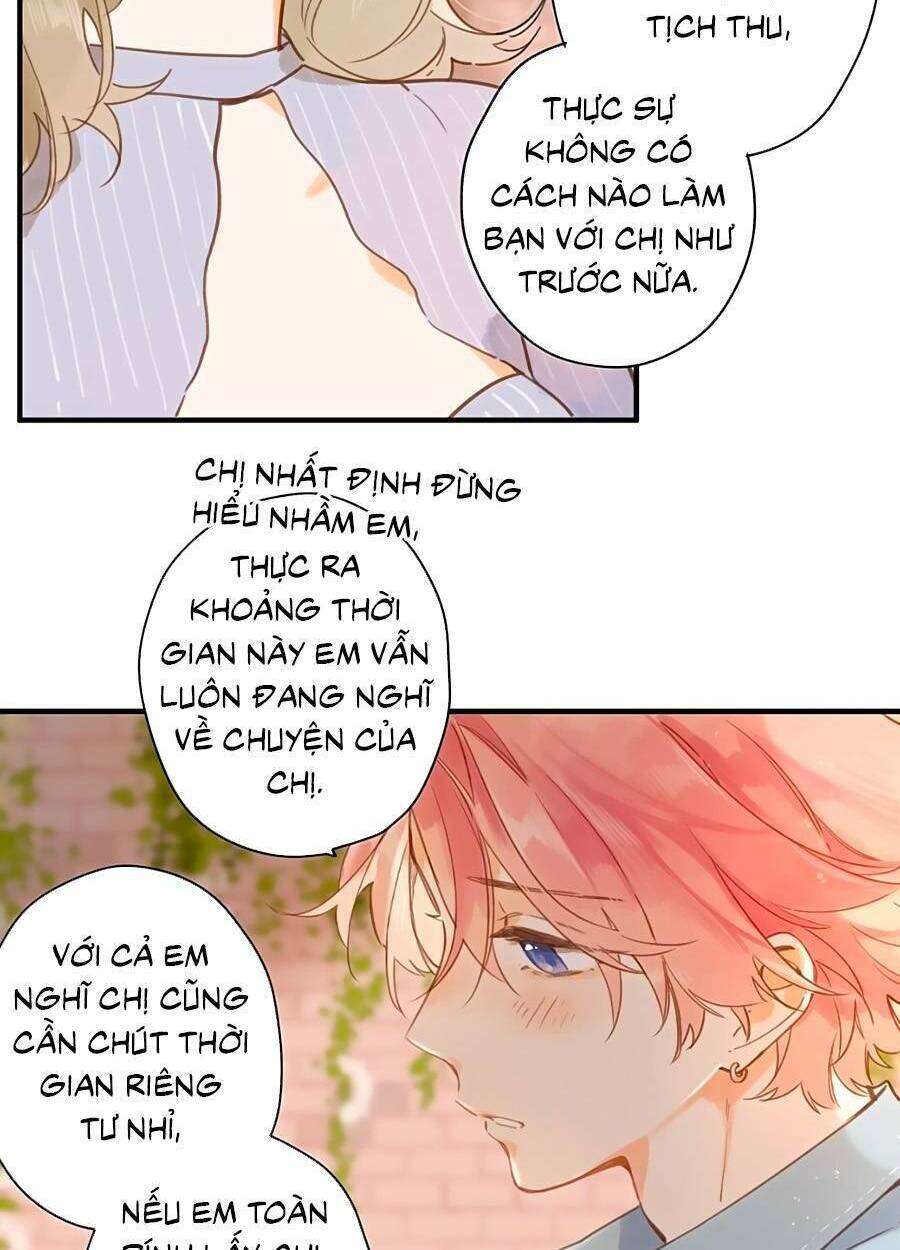 TỊCH THU,
THỰC SỰ
KHÔNG CÓ
CÁCH NÀO LÀM
BẠN VỚI CHỊ NHƯ
TRƯỚC NỮA.
CHỊ NHẤT ĐỊNH ĐỪNG
HIỂU NHẦM EM,
THỰC RA
KHOẢNG THỜI
GIAN NÀY EM VẪN
LUÔN ĐANG NGHĨ
VỀ CHUYỆN CỦA
CHỊ.
VỚI CẢ EM
NGHĨ CHỊ CŨNG
CẦN CHÚT THỜI
GIAN RIÊNG
TƯ NHỈ,
NẾU EM TOÀN